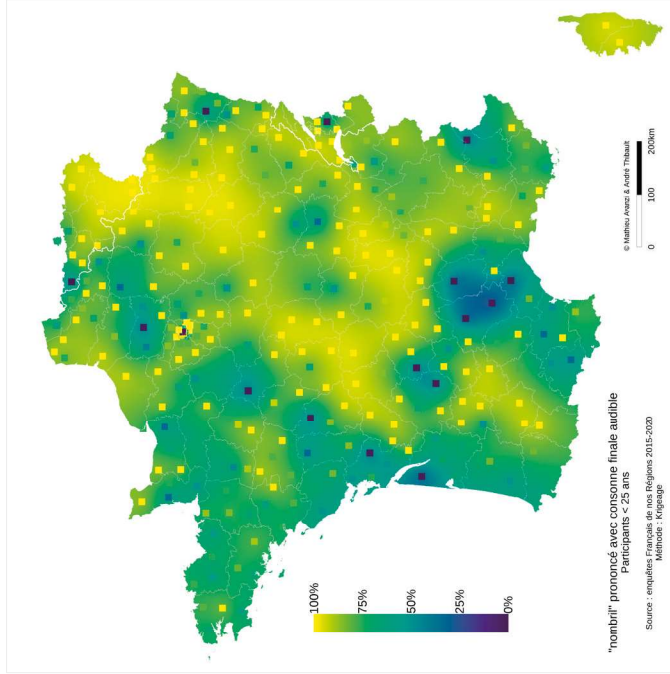 © Mathieu Avanzi & André Thibault
0 100 200km
100%
75%
50%
25%
0%
"nombril" prononcé avec consonne finale audible
Participants < 25 ans
Source : enquêtes Français de nos Régions 2015-2020
Méthode : Krigeage